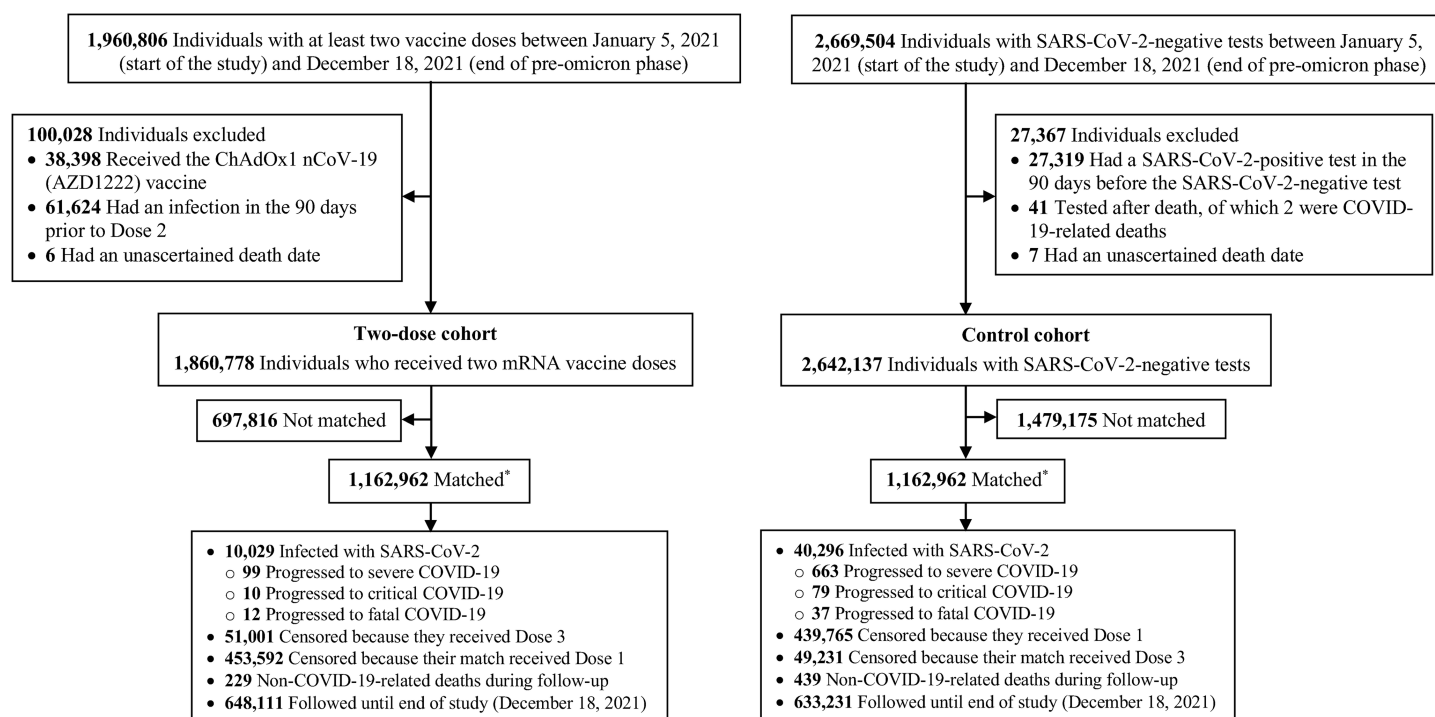 1,960,806 Individuals with at least two vaccine doses between January 5, 2021
(start of the study) and December 18, 2021 (end of pre-omicron phase)
100,028 Individuals excluded
• 38,398 Received the ChAdOx1 nCoV-19
(AZD1222) vaccine
• 61,624 Had an infection in the 90 days
prior to Dose 2
• 6 Had an unascertained death date
Two-dose cohort
1,860,778 Individuals who received two mRNA vaccine doses
697,816 Not matched
1,162,962 Matched*
• 10,029 Infected with SARS-CoV-2
○ 99 Progressed to severe COVID-19
○ 10 Progressed to critical COVID-19
○ 12 Progressed to fatal COVID-19
• 51,001 Censored because they received Dose 3
• 453,592 Censored because their match received Dose 1
• 229 Non-COVID-19-related deaths during follow-up
• 648,111 Followed until end of study (December 18, 2021)
2,669,504 Individuals with SARS-CoV-2-negative tests between January 5,
2021 (start of the study) and December 18, 2021 (end of pre-omicron phase)
27,367 Individuals excluded
• 27,319 Had a SARS-CoV-2-positive test in the
90 days before the SARS-CoV-2-negative test
• 41 Tested after death, of which 2 were COVID-
19-related deaths
• 7 Had an unascertained death date
Control cohort
2,642,137 Individuals with SARS-CoV-2-negative tests
1,479,175 Not matched
1,162,962 Matched*
• 40,296 Infected with SARS-CoV-2
○ 663 Progressed to severe COVID-19
○ 79 Progressed to critical COVID-19
○ 37 Progressed to fatal COVID-19
• 439,765 Censored because they received Dose 1
• 49,231 Censored because their match received Dose 3
• 439 Non-COVID-19-related deaths during follow-up
• 633,231 Followed until end of study (December 18, 2021)